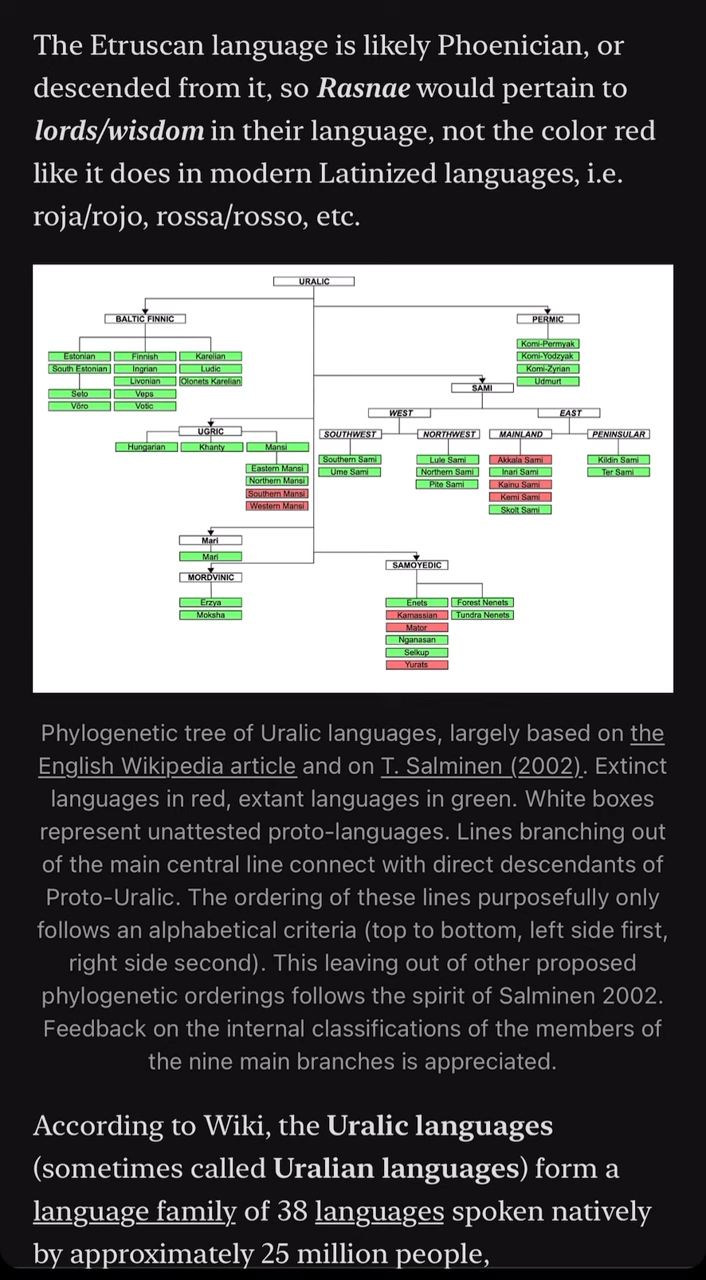 The Etruscan language is likely Phoenician, or
descended from it, so Rasnae would pertain to
lords/wisdom in their language, not the color red
like it does in modern Latinized languages, i.e.
roja/rojo, rossa/rosso, etc.
URALIC
BALTIC FINNIC
PERMIC
Estonian
Finnish
Karelian
South Estonian
Ingrian
Ludic
Livonian
Olonets Karelian
Seto
Veps
Võro
Votic
Komi-Permyak
Komi-Yodzyak
Komi-Zyrian
Udmurt
SAMI
WEST
EAST
UGRIC
SOUTHWEST
NORTHWEST
MAINLAND
PENINSULAR
Hungarian
Khanty
Mansi
Eastern Mansi
Northern Mansi
Southern Mansi
Western Mansi
Southern Sami
Ume Sami
Lule Sami
Northern Sami
Pite Sami
Akkala Sami
Inari Sami
Kainu Sami
Kemi Sami
Skolt Sami
Kildin Sami
Ter Sami
Mari
Mari
MORDVINIC
Erzya
Moksha
SAMOYEDIC
Enets
Forest Nenets
Kamassian
Tundra Nenets
Mator
Nganasan
Selkup
Yurats
Phylogenetic tree of Uralic languages, largely based on the
English Wikipedia article and on T. Salminen (2002). Extinct
languages in red, extant languages in green. White boxes
represent unattested proto-languages. Lines branching out
of the main central line connect with direct descendants of
Proto-Uralic. The ordering of these lines purposefully only
follows an alphabetical criteria (top to bottom, left side first,
right side second). This leaving out of other proposed
phylogenetic orderings follows the spirit of Salminen 2002.
Feedback on the internal classifications of the members of
the nine main branches is appreciated.
According to Wiki, the Uralic languages
(sometimes called Uralian languages) form a
language family of 38 languages spoken natively
by approximately 25 million people,